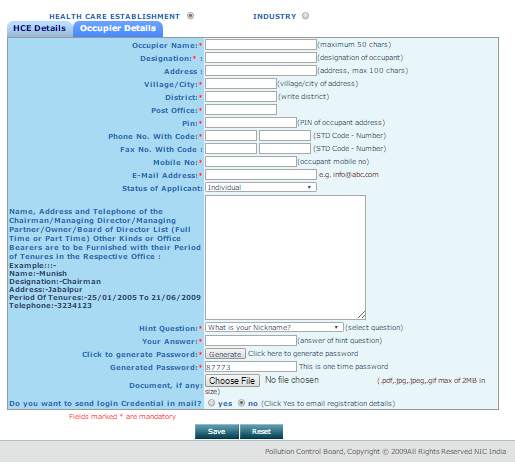 HEALTH CARE ESTABLISHMENT INDUSTRY
HCE Details Occupier Details
Occupier Name:* (maximum 50 chars)
Designation:* : (designation of occupant)
Address : (address, max 100 chars)
Village/City:* (village/city of address)
District:* (write district)
Post Office:*
Pin:* (PIN of occupant address)
Phone No. With Code:* (STD Code - Number)
Fax No. With Code : (STD Code - Number)
Mobile No:* (occupant mobile no)
E-Mail Address:* e.g. info@abc.com
Status of Applicant: Individual
Name, Address and Telephone of the
Chairman/Managing Director/Managing
Partner/Owner/Board of Director List (Full
Time or Part Time) Other Kinds or Office
Bearers are to be Furnished with their Period
of Tenures in the Respective Office :
Example:::-
Name:-Munish
Designation:-Chairman
Address:-Jabalpur
Period Of Tenures:-25/01/2005 To 21/06/2009
Telephone:-3234123
Hint Question:* What is your Nickname? (select question)
Your Answer:* (answer of hint question)
Click to generate Password:* Generate Click here to generate password
Generated Password:* 87773 This is one time password
Document, if any: Choose File No file chosen (.pdf,.jpg,.jpeg,.gif max of 2MB in
size)
Do you want to send login Credential in mail? yes no (Click Yes to email registration details)
Fields marked * are mandatory
Save Reset
Pollution Control Board, Copyright © 2009All Rights Reserved NIC India